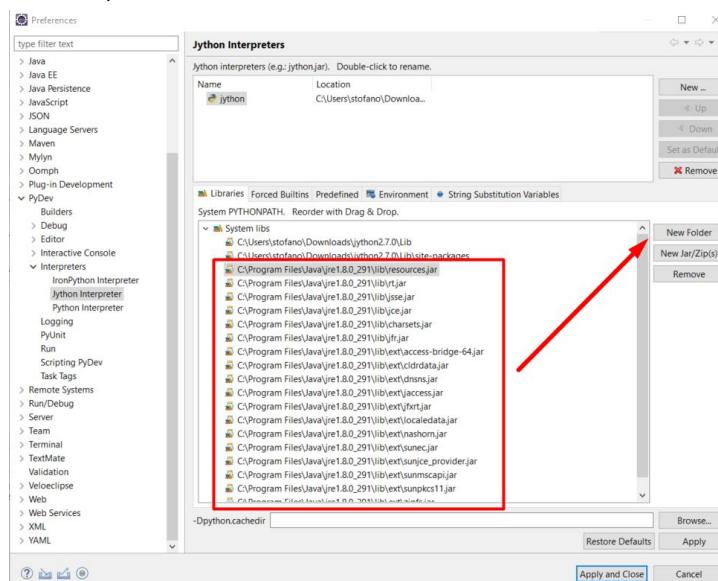 Preferences
type filter text
Jython Interpreters
> Java
> Java EE
> Java Persistence
> JavaScript
> JSON
> Language Servers
> Maven
> Mylyn
> Oomph
> Plug-in Development
PyDev
Builders
> Debug
> Editor
> Interactive Console
Interpreters
IronPython Interpreter
Jython Interpreter
Python Interpreter
Logging
PyUnit
Run
Scripting PyDev
Task Tags
> Remote Systems
> Run/Debug
> Server
> Team
> Terminal
> TextMate
Validation
> Veloeclipse
> Web
> Web Services
> XML
> YAML
Jython interpreters (e.g.: jython.jar). Double-click to rename.
Name Location
jython C:\Users\stofano\Downloa...
New ...
Up
Down
Set as Defaul
Remove
Libraries Forced Builtins Predefined Environment String Substitution Variables
System PYTHONPATH. Reorder with Drag & Drop.
System libs
C:\Users\stofano\Downloads\jython2.7.0\Lib
C:\Users\stofano\Downloads\jython2.7.0\Lib\site-packages
C:\Program Files\Java\jre1.8.0_291\lib\resources.jar
C:\Program Files\Java\jre1.8.0_291\lib\rt.jar
C:\Program Files\Java\jre1.8.0_291\lib\jsse.jar
C:\Program Files\Java\jre1.8.0_291\lib\jce.jar
C:\Program Files\Java\jre1.8.0_291\lib\charsets.jar
C:\Program Files\Java\jre1.8.0_291\lib\jfr.jar
C:\Program Files\Java\jre1.8.0_291\lib\ext\access-bridge-64.jar
C:\Program Files\Java\jre1.8.0_291\lib\ext\cldrdata.jar
C:\Program Files\Java\jre1.8.0_291\lib\ext\dnsns.jar
C:\Program Files\Java\jre1.8.0_291\lib\ext\jaccess.jar
C:\Program Files\Java\jre1.8.0_291\lib\ext\jfxrt.jar
C:\Program Files\Java\jre1.8.0_291\lib\ext\localedata.jar
C:\Program Files\Java\jre1.8.0_291\lib\ext\nashorn.jar
C:\Program Files\Java\jre1.8.0_291\lib\ext\sunec.jar
C:\Program Files\Java\jre1.8.0_291\lib\ext\sunjce_provider.jar
C:\Program Files\Java\jre1.8.0_291\lib\ext\sunmscapi.jar
C:\Program Files\Java\jre1.8.0_291\lib\ext\sunpkcs11.jar
C:\Program Files\Java\jre1.8.0_291\lib\ext\zipfs.jar
New Folder
New Jar/Zip(s)
Remove
-Dpython.cachedir
Browse...
Restore Defaults Apply
Apply and Close Cancel